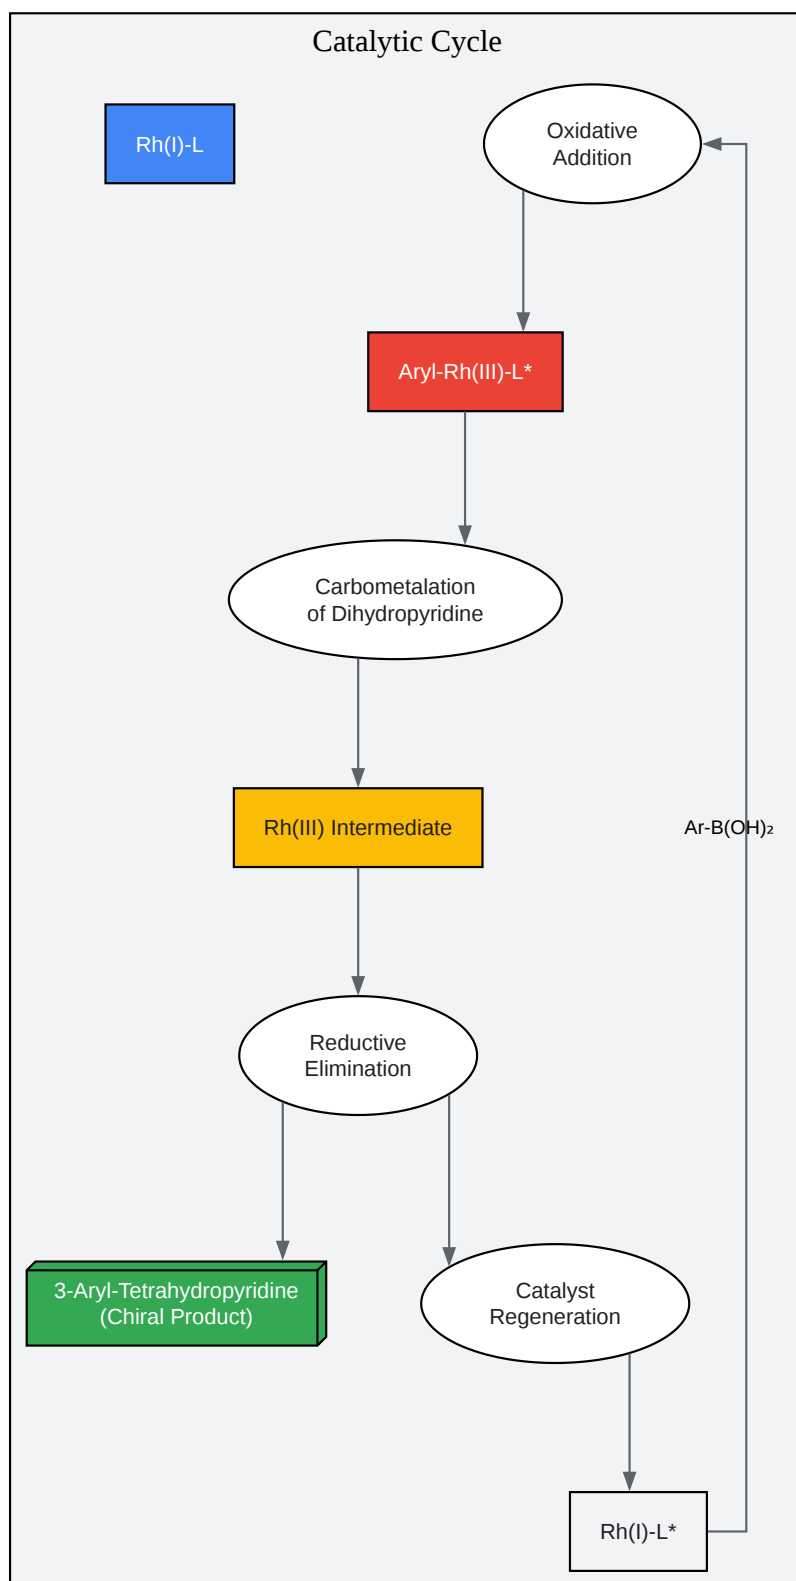 Catalytic Cycle
Rh(I)-L
Oxidative
Addition
Aryl-Rh(III)-L*
Carbometalation
of Dihydropyridine
Rh(III) Intermediate
Ar-B(OH)₂
Reductive
Elimination
3-Aryl-Tetrahydropyridine
(Chiral Product)
Catalyst
Regeneration
Rh(I)-L*